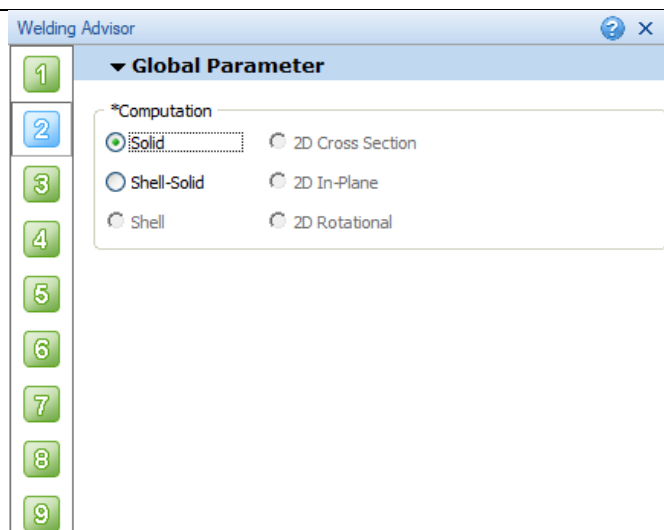 Welding Advisor
1
▾ Global Parameter
2
*Computation
Solid
2D Cross Section
3
Shell-Solid
2D In-Plane
4
Shell
2D Rotational
5
6
7
8
9